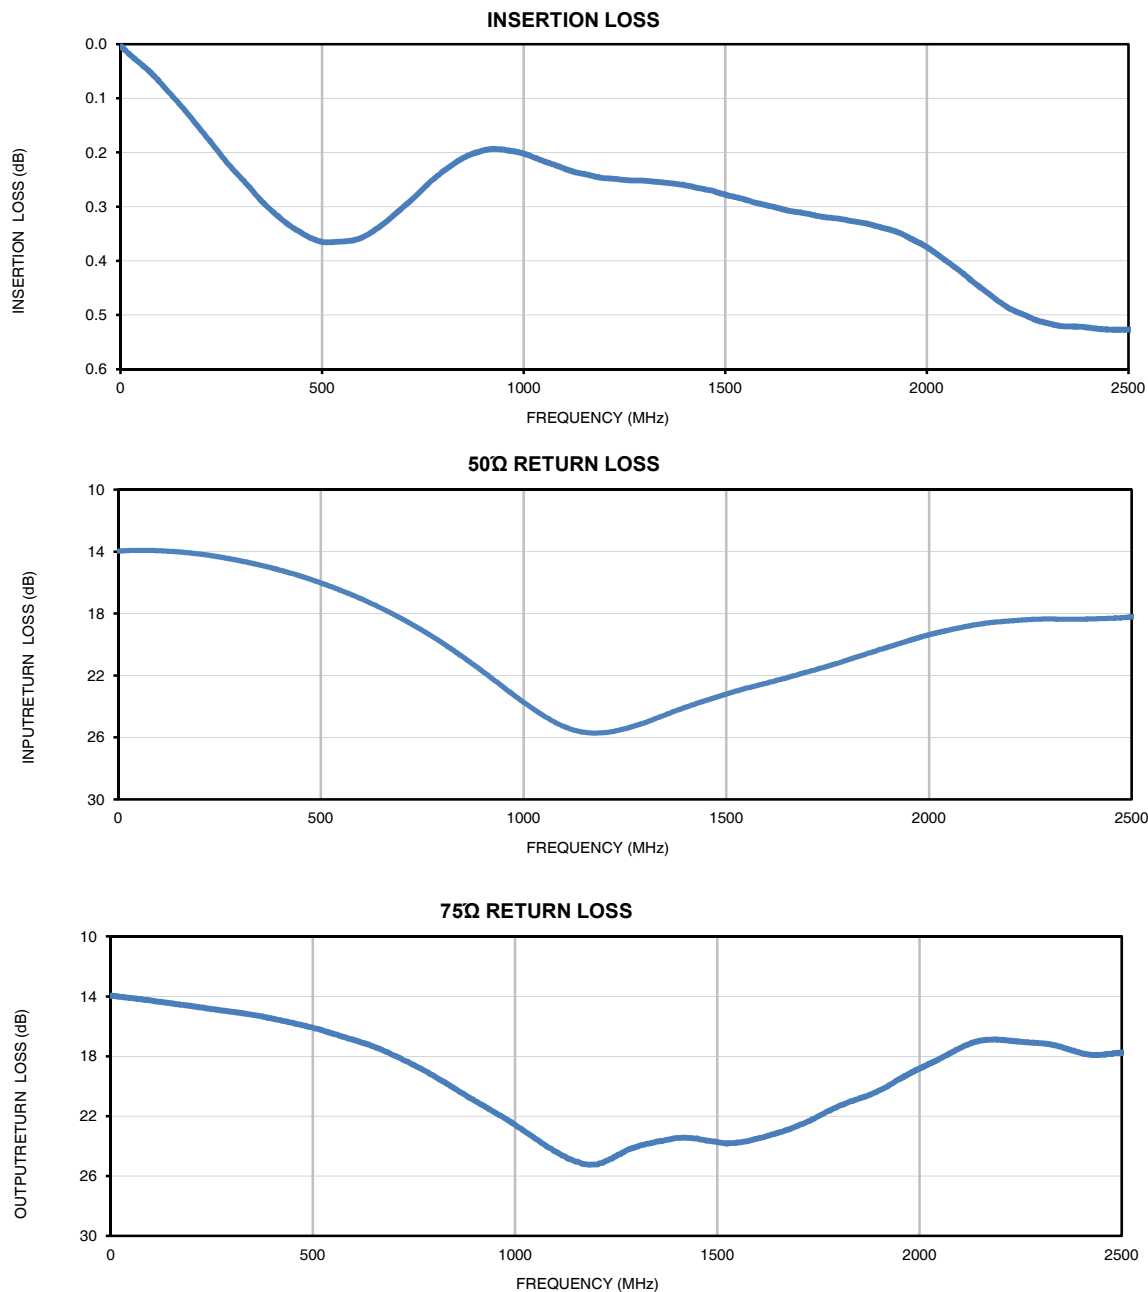 INSERTION LOSS
0.0
0.1
0.2
0.3
0.4
0.5
0.6
INSERTION LOSS (dB)
0 500 1000 1500 2000 2500
FREQUENCY (MHz)
50Ώ RETURN LOSS
10
14
18
22
26
30
INPUTRETURN LOSS (dB)
0 500 1000 1500 2000 2500
FREQUENCY (MHz)
75Ώ RETURN LOSS
10
14
18
22
26
30
OUTPUTRETURN LOSS (dB)
0 500 1000 1500 2000 2500
FREQUENCY (MHz)